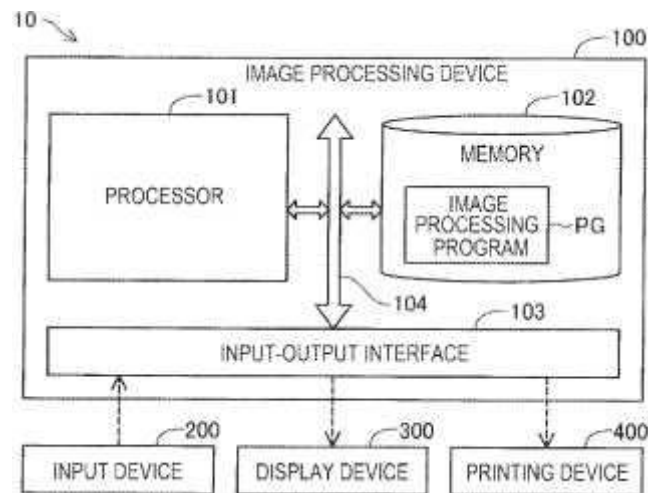 10
100
IMAGE PROCESSING DEVICE
101
102
PROCESSOR
MEMORY
IMAGE
PROCESSING
PROGRAM
PG
104
103
INPUT-OUTPUT INTERFACE
200
300
400
INPUT DEVICE
DISPLAY DEVICE
PRINTING DEVICE